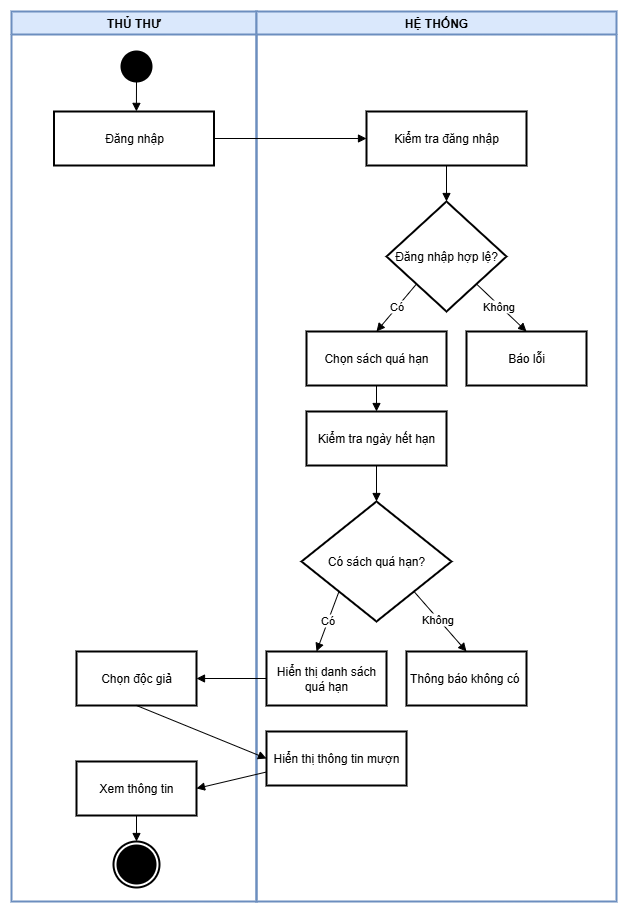 THỦ THƯ
HỆ THỐNG
Đăng nhập
Kiểm tra đăng nhập
Đăng nhập hợp lệ?
Có
Không
Chọn sách quá hạn
Báo lỗi
Kiểm tra ngày hết hạn
Có sách quá hạn?
Có
Không
Chọn độc giả
Hiển thị danh sách
quá hạn
Thông báo không có
Hiển thị thông tin mượn
Xem thông tin